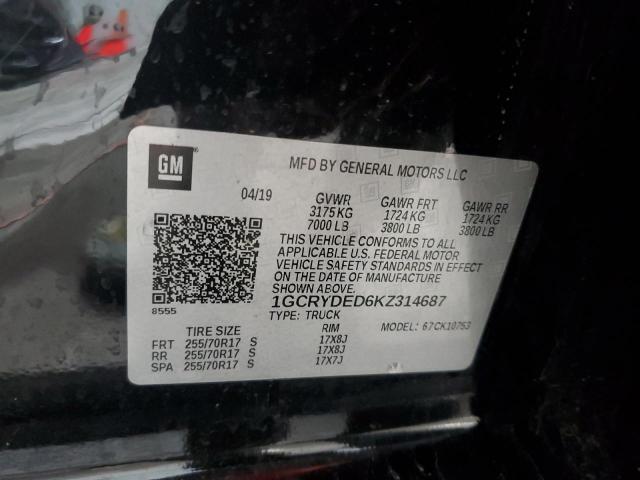 GM
MFD BY GENERAL MOTORS LLC
04/19 GVWR GAWR FRT GAWR RR
3175 KG 1724 KG 1724 KG
7000 LB 3800 LB 3800 LB
THIS VEHICLE CONFORMS TO ALL
APPLICABLE U.S. FEDERAL MOTOR
VEHICLE SAFETY STANDARDS IN EFFECT
ON THE DATE OF MANUFACTURE
SHOWN ABOVE.
8555
1GCRYDED6KZ314687
TYPE: TRUCK MODEL: 67CK10753
TIRE SIZE RIM
FRT 255/70R17 S 17X8J
RR 255/70R17 S 17X8J
SPA 255/70R17 S 17X7J